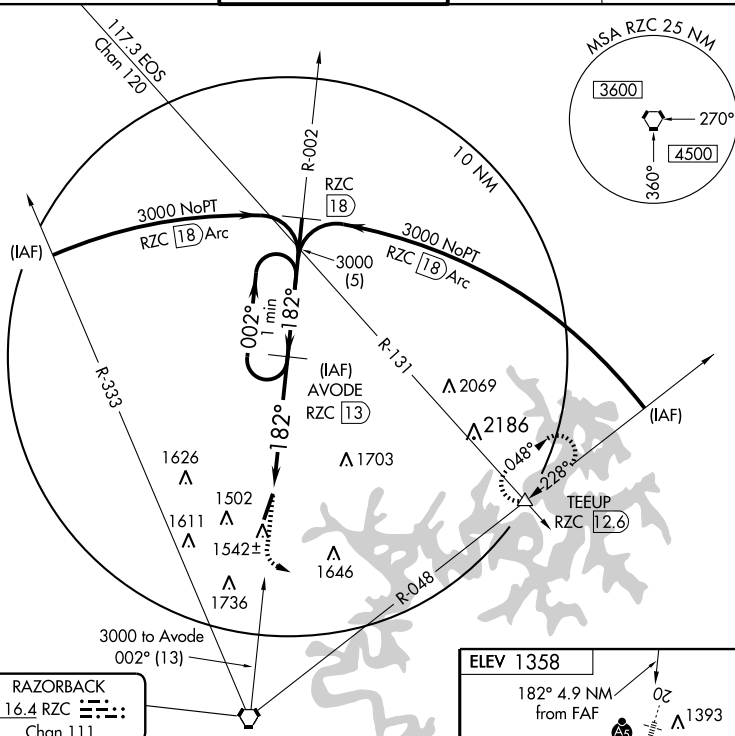 117.3 EOS
Chan 120
MSA RZC 25 NM
3600
270°
4500
360°
R-002
10 NM
RZC
18
3000 NoPT
RZC 18 Arc
(IAF)
3000 NoPT
RZC 18 Arc
3000
(5)
002°
1 min
182°
R-131
(IAF)
AVODE
RZC 13
R-333
182°
2069
2186
(IAF)
048°
228°
TEEUP
RZC 12.6
1626
1703
1502
1611
1542±
1646
1736
R-048
3000 to Avode
002° (13)
RAZORBACK
16.4 RZC
Chan 111
ELEV 1358
182° 4.9 NM
from FAF
20
1393
A5